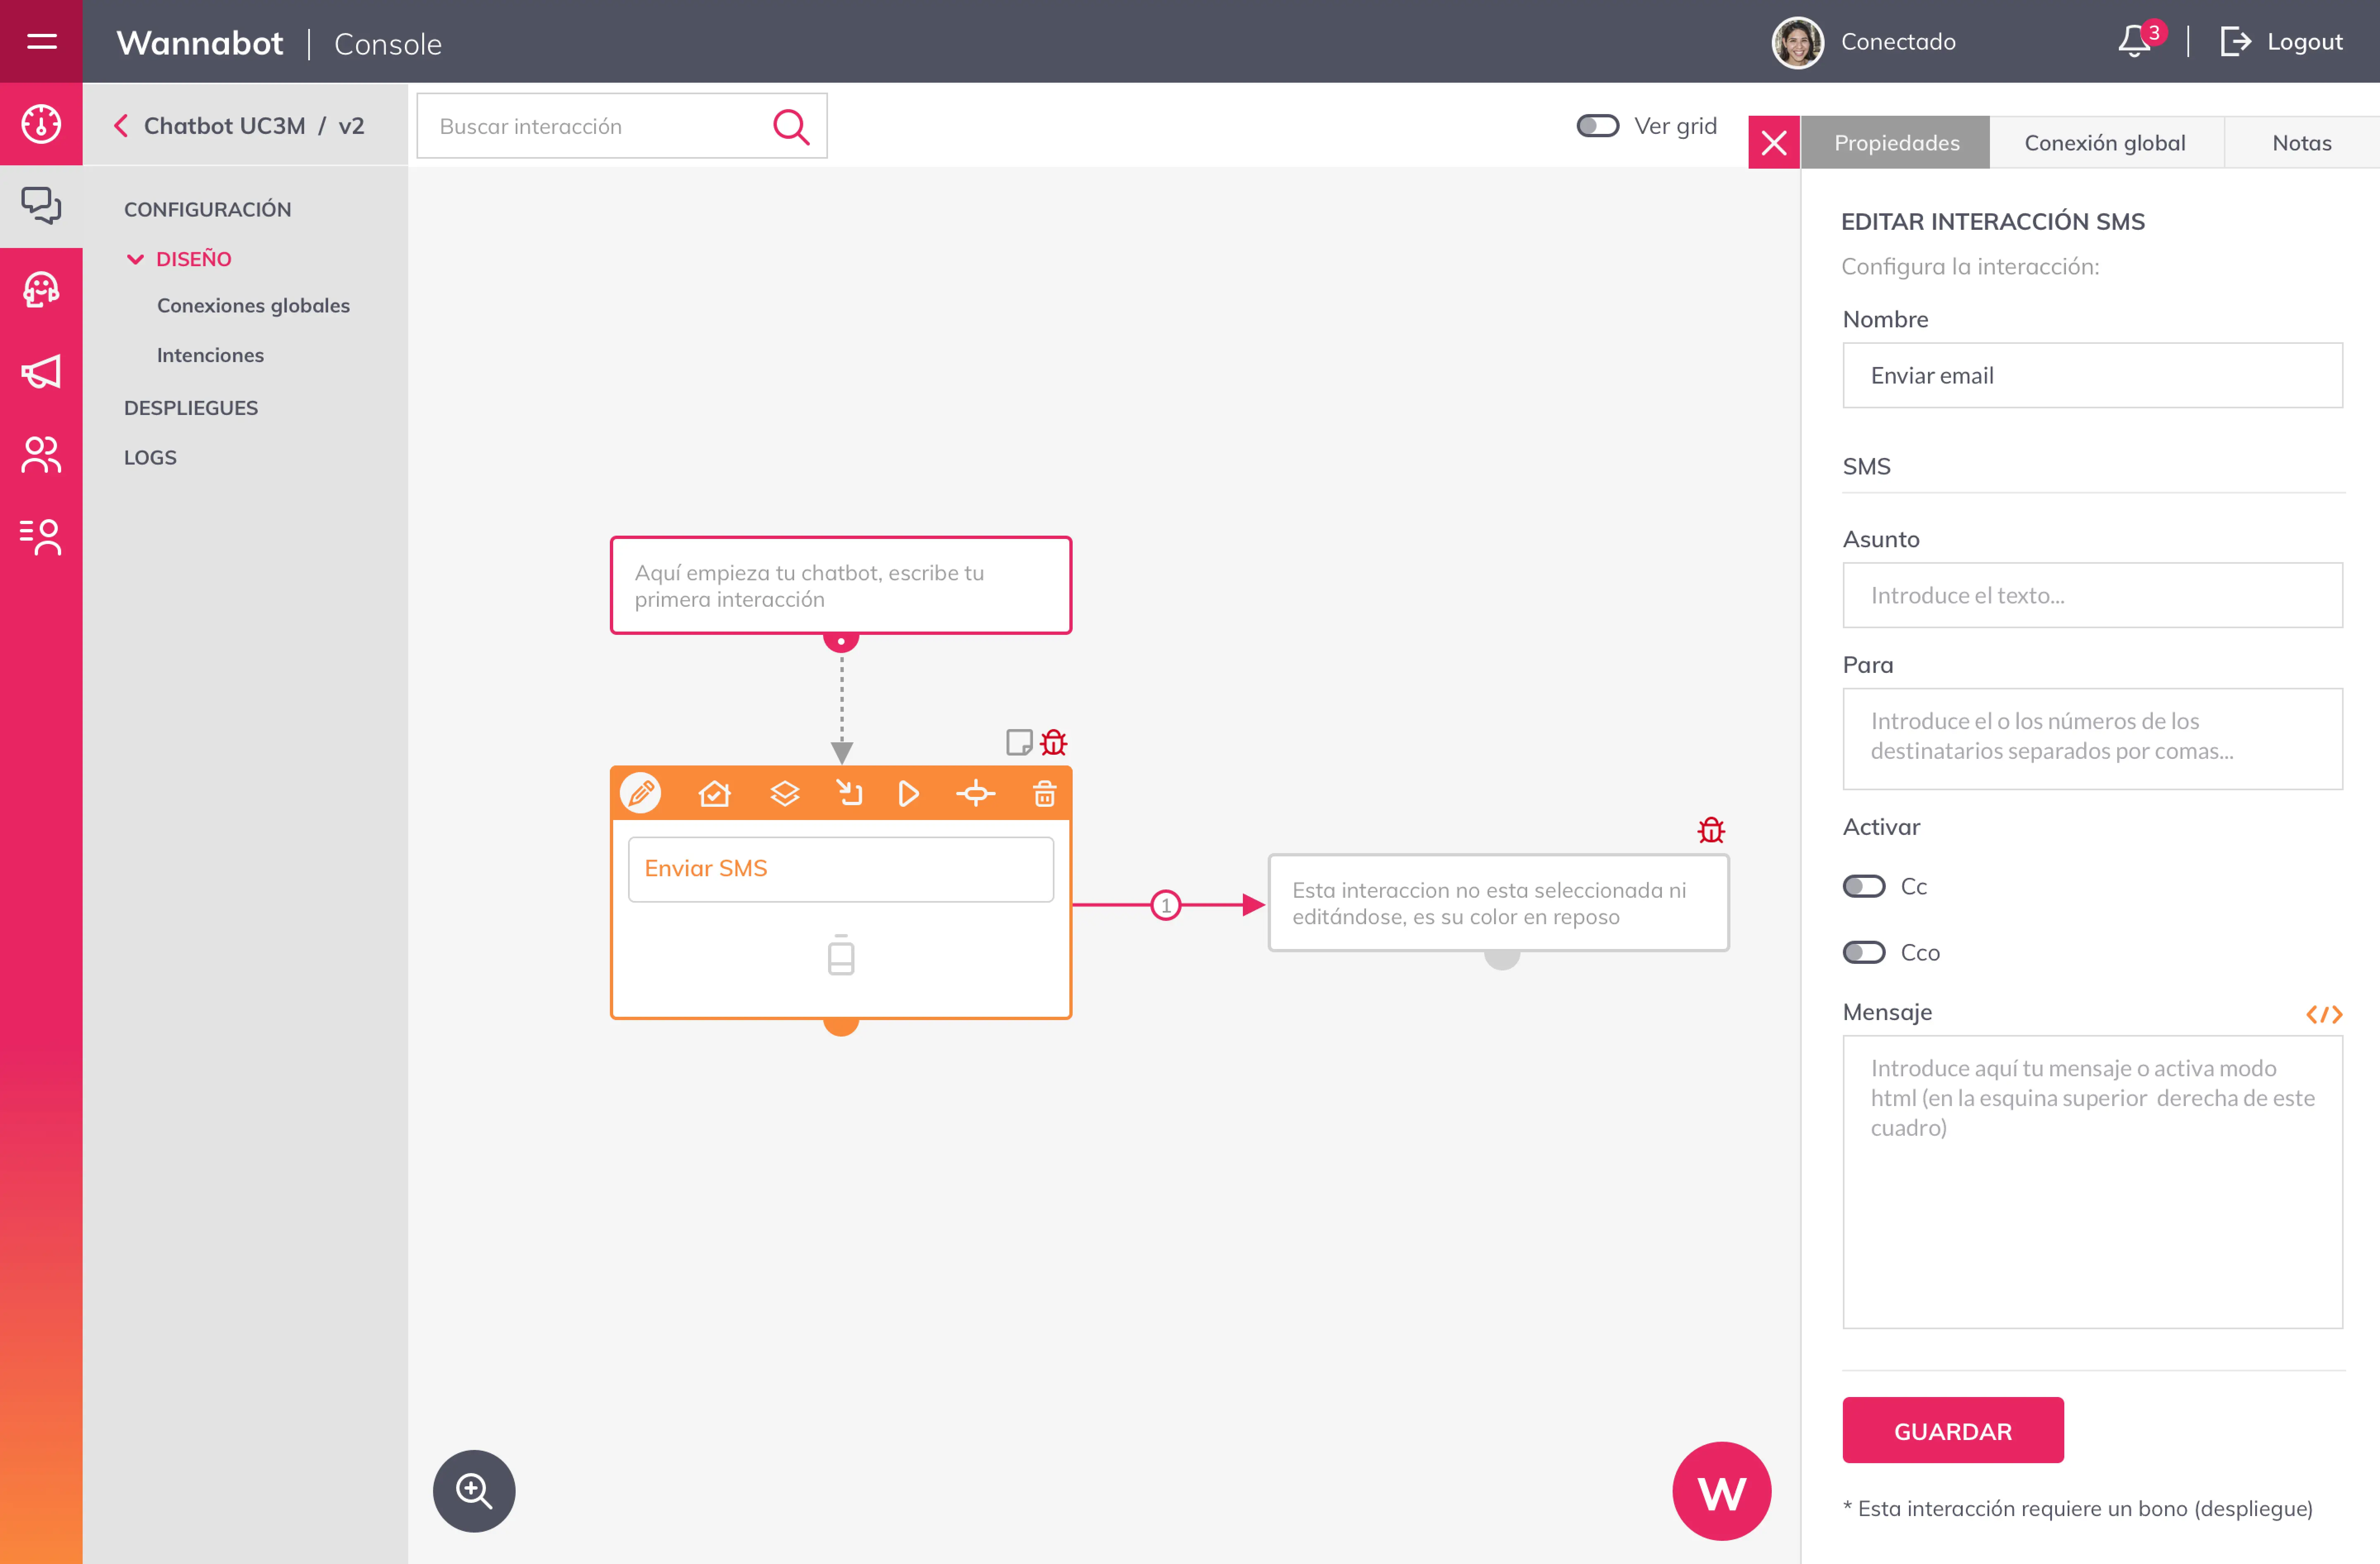 Wannabot | Console
Conectado
3
Logout
Chatbot UC3M / v2
Buscar interacción
Ver grid
Propiedades
Conexión global
Notas
CONFIGURACIÓN
DISEÑO
Conexiones globales
Intenciones
DESPLIEGUES
LOGS
Aquí empieza tu chatbot, escribe tu
primera interacción
Enviar SMS
1
Esta interaccion no esta seleccionada ni
editándose, es su color en reposo
W
EDITAR INTERACCIÓN SMS
Configura la interacción:
Nombre
Enviar email
SMS
Asunto
Introduce el texto...
Para
Introduce el o los números de los
destinatarios separados por comas...
Activar
Cc
Cco
Mensaje
</>
Introduce aquí tu mensaje o activa modo
html (en la esquina superior  derecha de este
cuadro)
GUARDAR
* Esta interacción requiere un bono (despliegue)